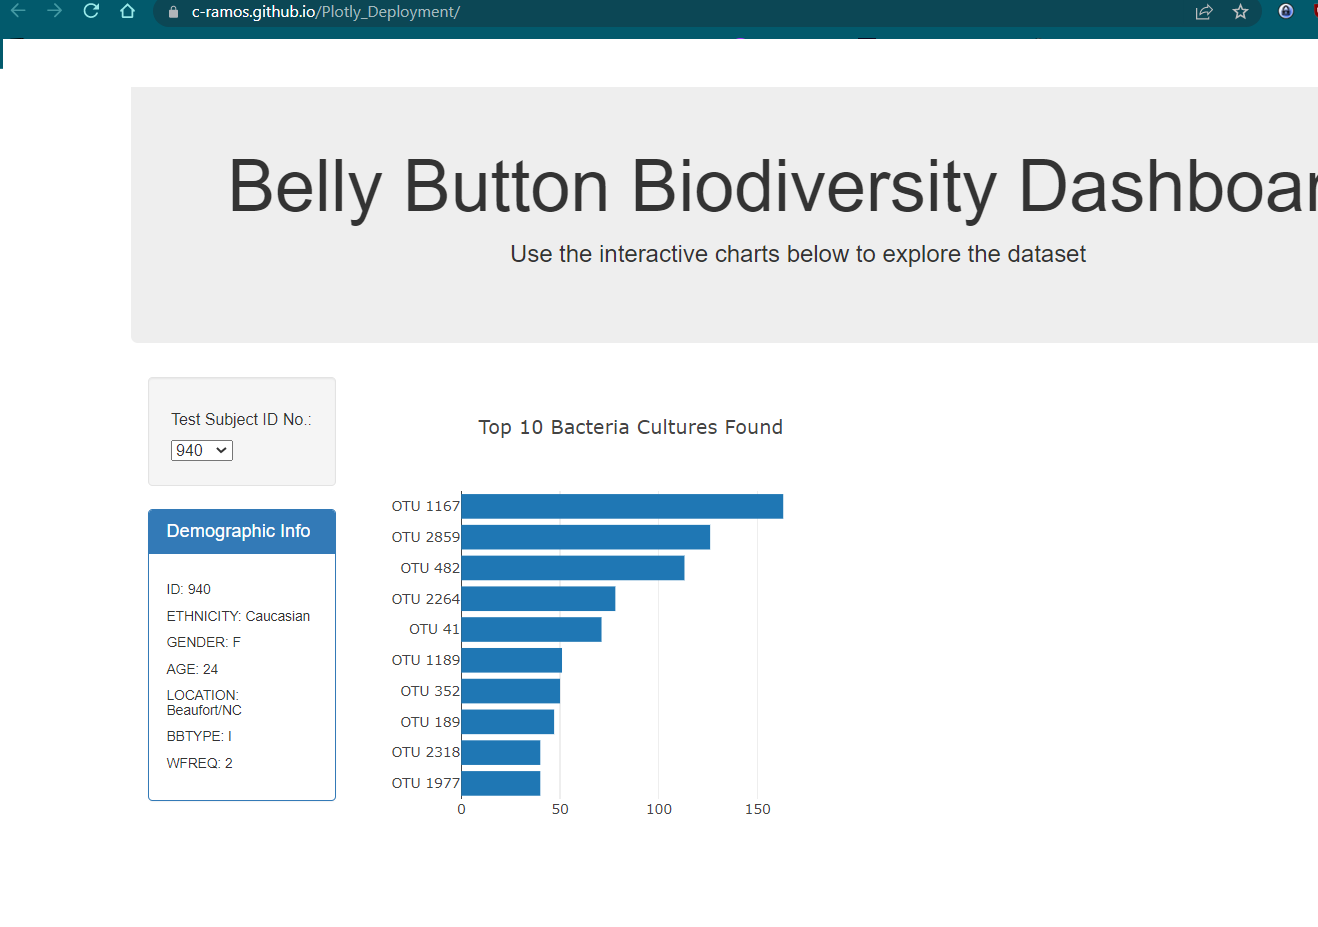 c-ramos.github.io/Plotly_Deployment/
Belly Button Biodiversity Dashboar
Use the interactive charts below to explore the dataset
Test Subject ID No.:
940
Demographic Info
ID: 940
ETHNICITY: Caucasian
GENDER: F
AGE: 24
LOCATION:
Beaufort/NC
BBTYPE: I
WFREQ: 2
Top 10 Bacteria Cultures Found
OTU 1167
OTU 2859
OTU 482
OTU 2264
OTU 41
OTU 1189
OTU 352
OTU 189
OTU 2318
OTU 1977
0 50 100 150